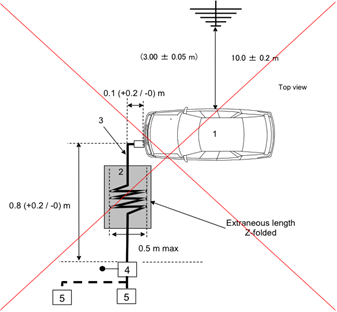 (3.00 ± 0.05 m)
10.0 ± 0.2 m
Top view
0.1 (+0.2 / -0) m
3
1
2
0.8 (+0.2 / -0) m
Extraneous length
Z-folded
0.5 m max
4
5
5